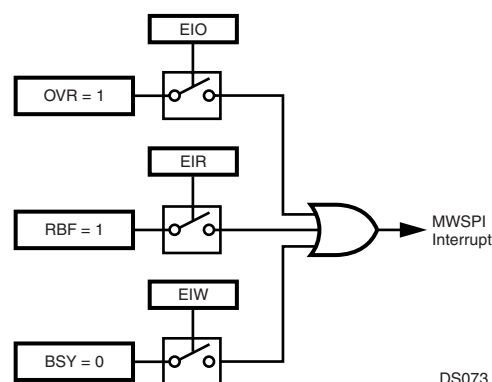 EIO
OVR = 1
EIR
RBF = 1
MWSPI
Interrupt
EIW
BSY = 0
DS073